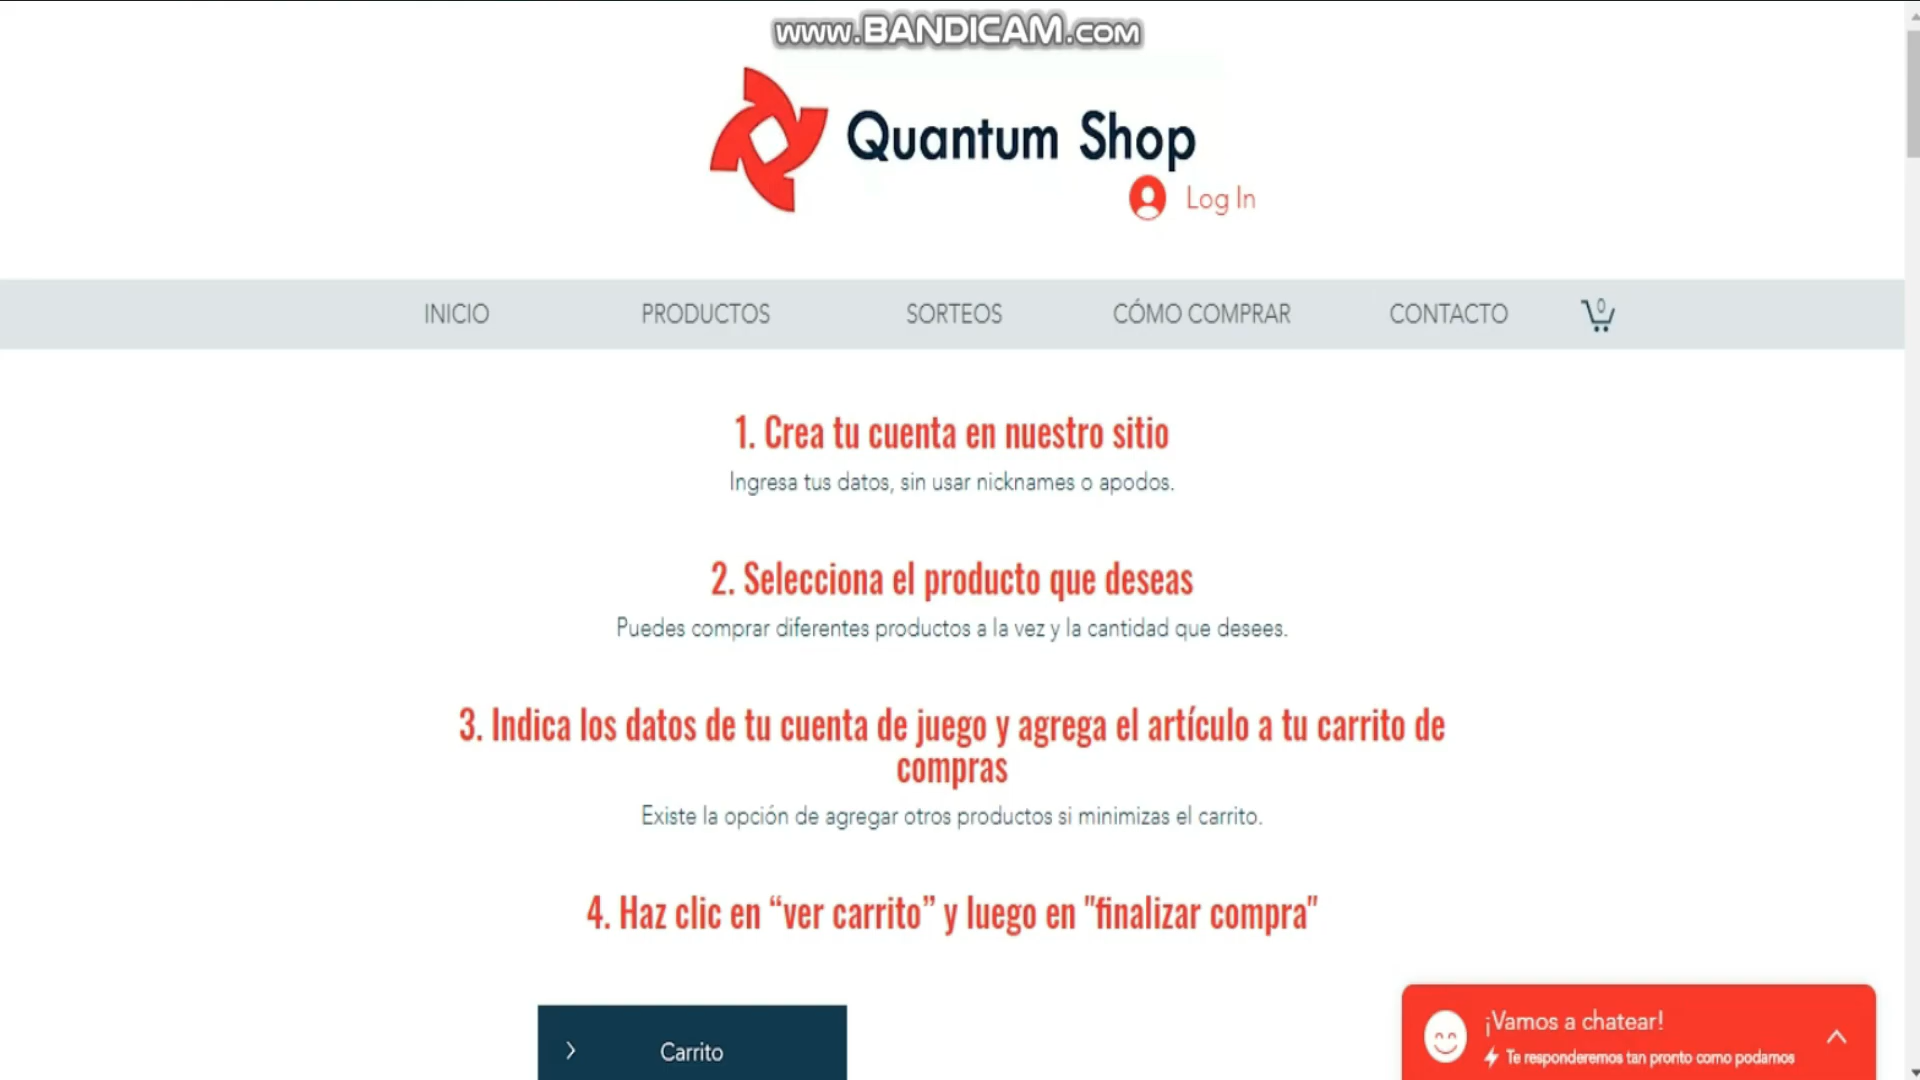 www.BANDICAM.com
Quantum Shop
Log In
INICIO PRODUCTOS SORTEOS CÓMO COMPRAR CONTACTO 0
1. Crea tu cuenta en nuestro sitio
Ingresa tus datos, sin usar nicknames o apodos.
2. Selecciona el producto que deseas
Puedes comprar diferentes productos a la vez y la cantidad que desees.
3. Indica los datos de tu cuenta de juego y agrega el artículo a tu carrito de
compras
Existe la opción de agregar otros productos si minimizas el carrito.
4. Haz clic en “ver carrito” y luego en "finalizar compra"
Carrito
¡Vamos a chatear!
Te responderemos tan pronto como podamos